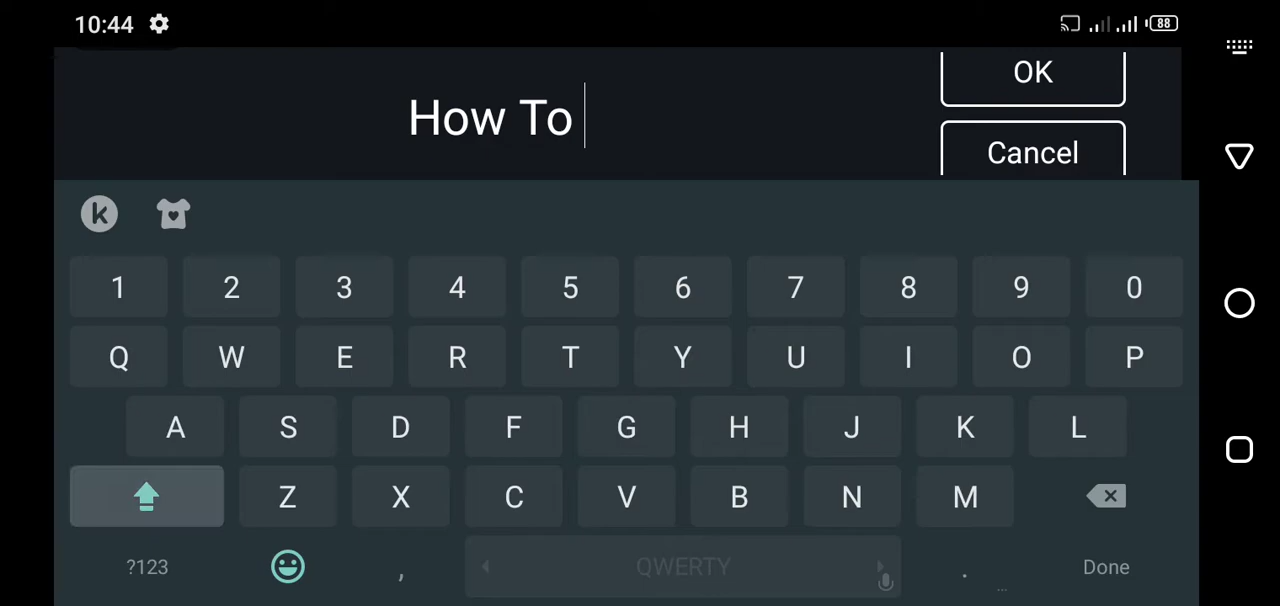 10:44
88
OK
How To
Cancel
k
1 2 3 4 5 6 7 8 9 0
Q W E R T Y U I O P
A S D F G H J K L
Z X C V B N M
?123 , QWERTY . Done
...